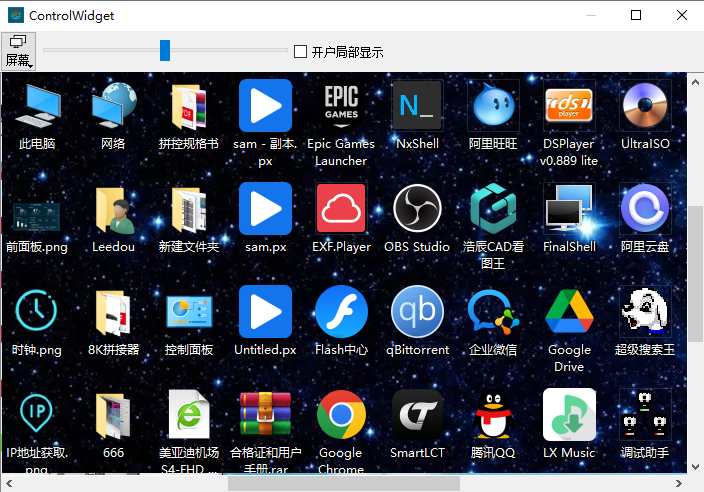 ControlWidget
屏幕
开户局部显示
此电脑
网络
拼控规格书
sam - 副本.
px
Epic Games
Launcher
NxShell
阿里旺旺
DSPlayer
v0.889 lite
UltraISO
前面板.png
Leedou
新建文件夹
sam.px
EXF.Player
OBS Studio
浩辰CAD看
图王
FinalShell
阿里云盘
时钟.png
8K拼接器
控制面板
Untitled.px
Flash中心
qBittorrent
企业微信
Google
Drive
超级搜索王
IP地址获取.
png
666
美亚迪机场
S4-FHD ...
合格证和用户
手册.rar
Google
Chrome
SmartLCT
腾讯QQ
LX Music
调试助手
PDF
EPIC
GAMES
N_
ds
player
qb
IP